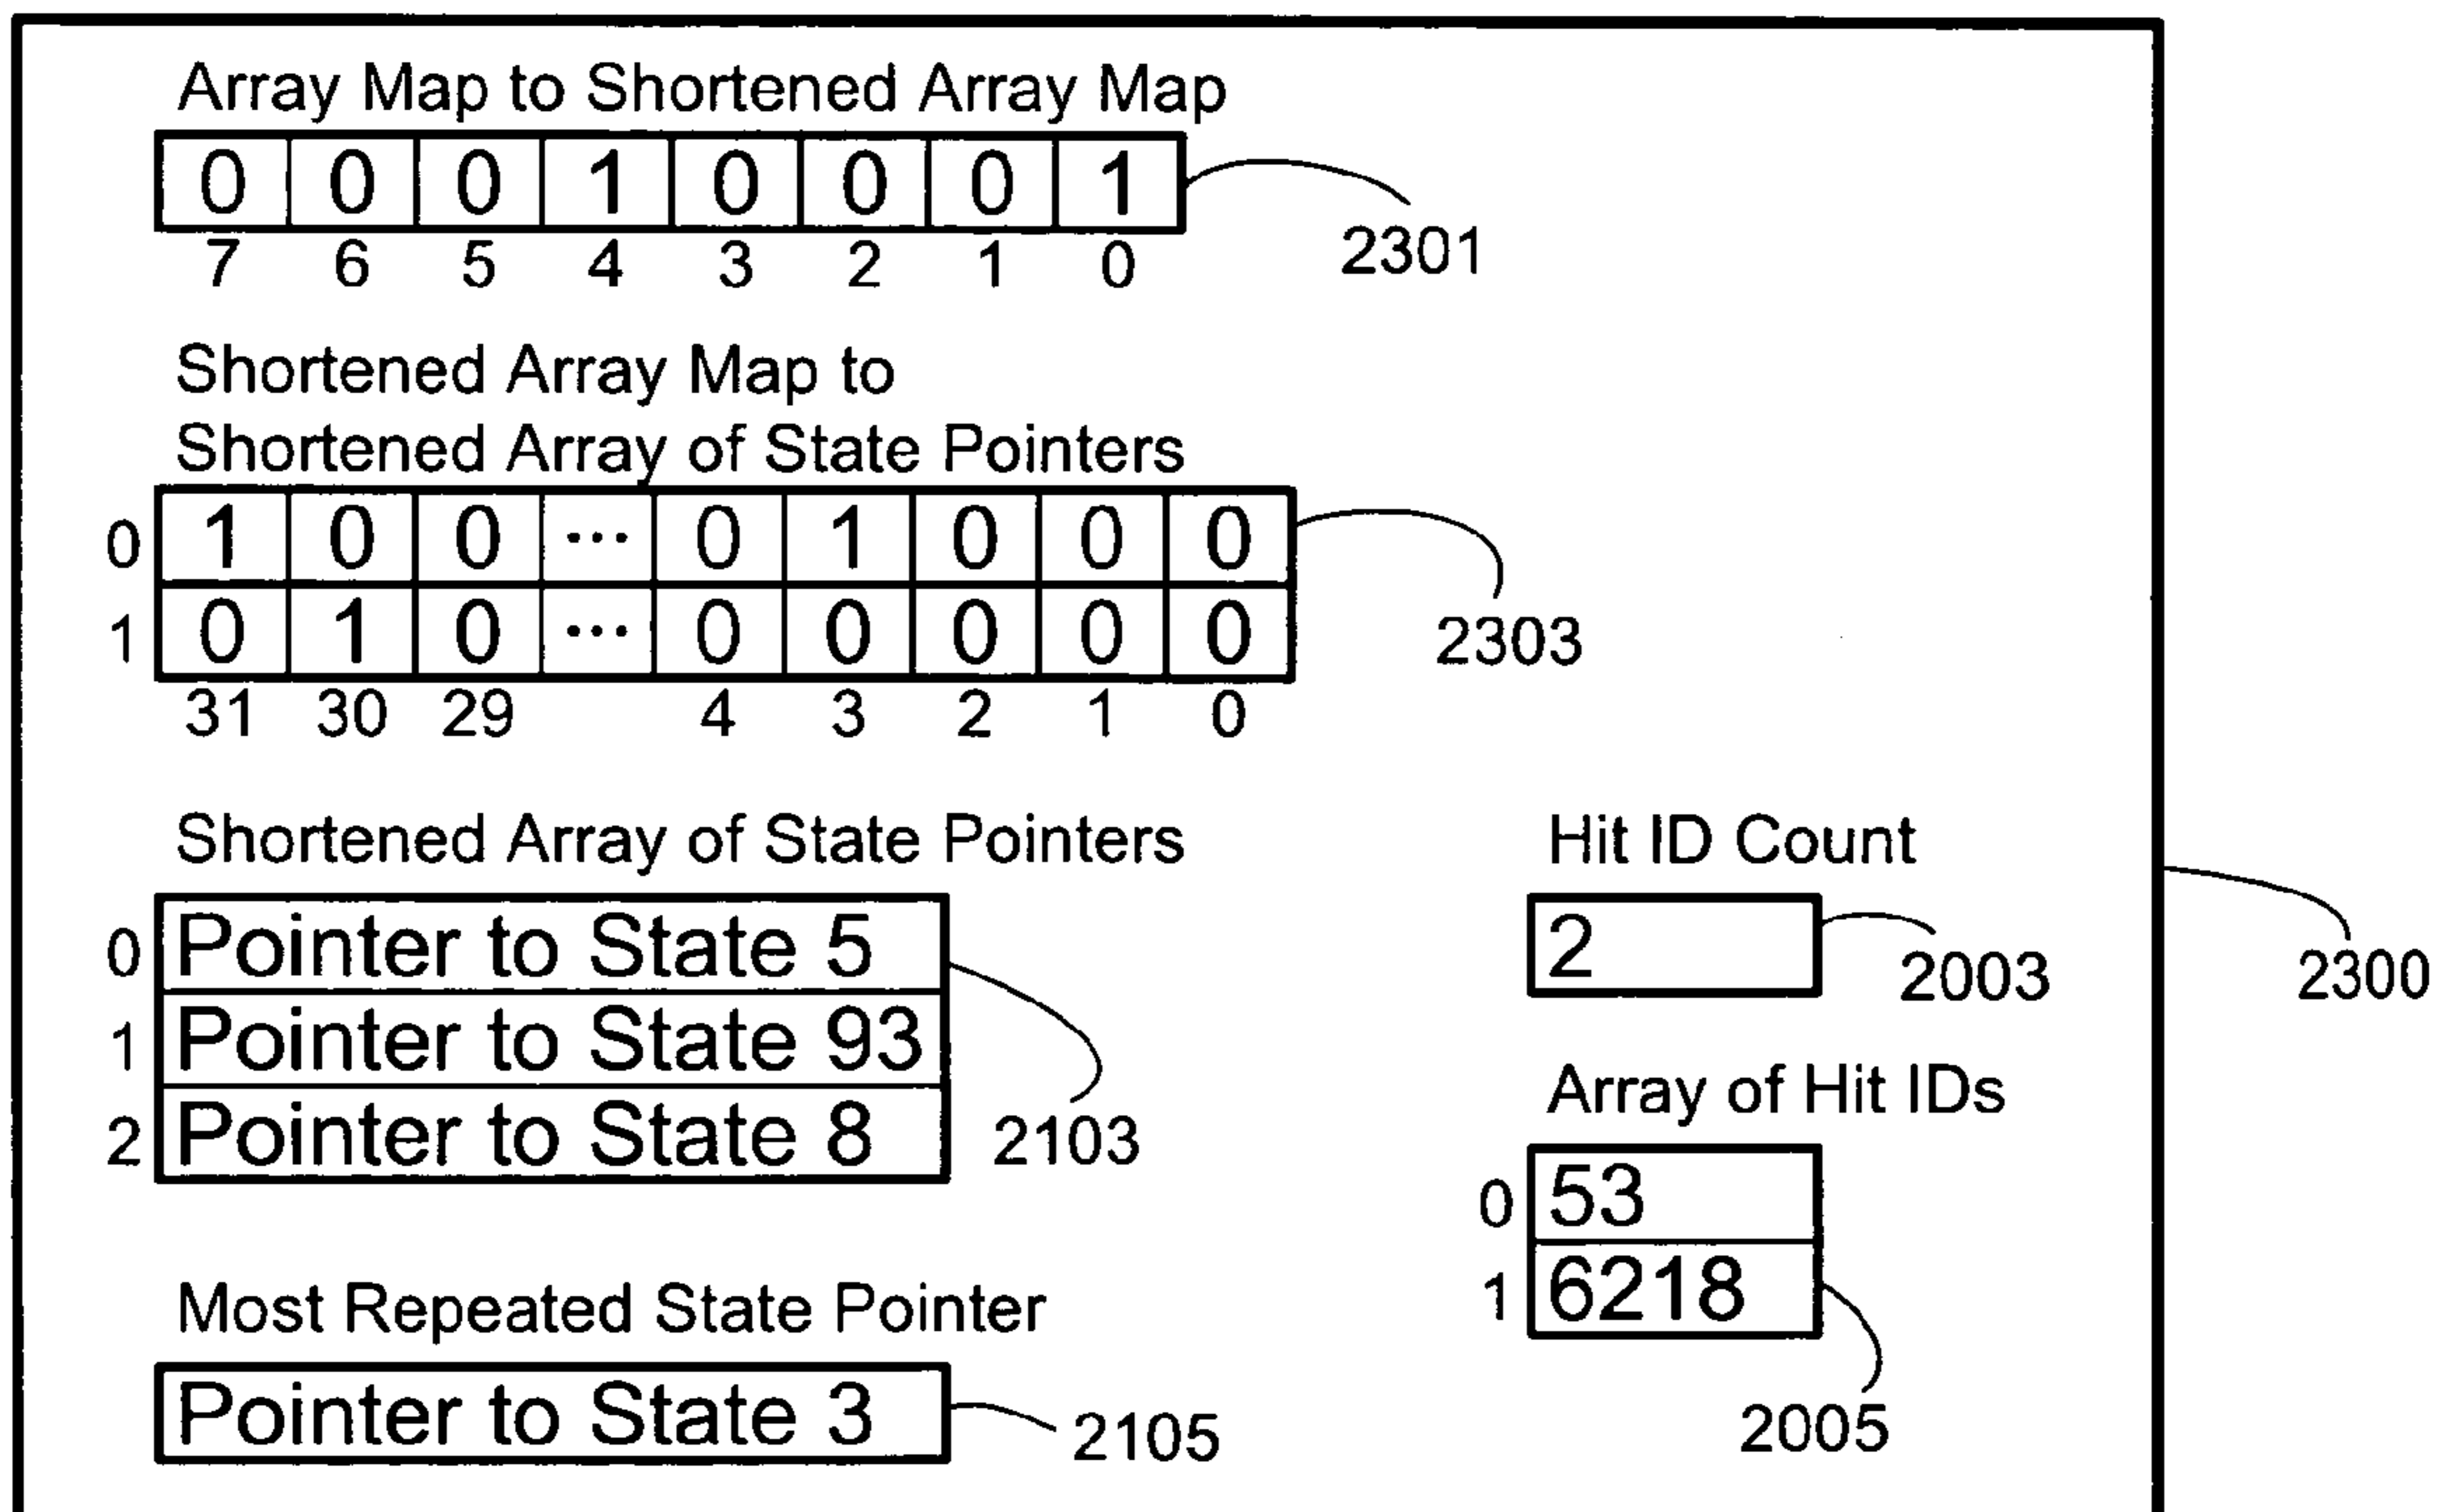 Array Map to Shortened Array Map
0 0 0 1 0 0 0 1
7 6 5 4 3 2 1 0
2301
Shortened Array Map to
Shortened Array of State Pointers
0 1 0 0 ... 0 1 0 0 0
1 0 1 0 ... 0 0 0 0 0
31 30 29 4 3 2 1 0
2303
Shortened Array of State Pointers
0 Pointer to State 5
1 Pointer to State 93
2 Pointer to State 8
2103
Hit ID Count
2
2003
2300
Array of Hit IDs
0 53
1 6218
2005
Most Repeated State Pointer
Pointer to State 3
2105